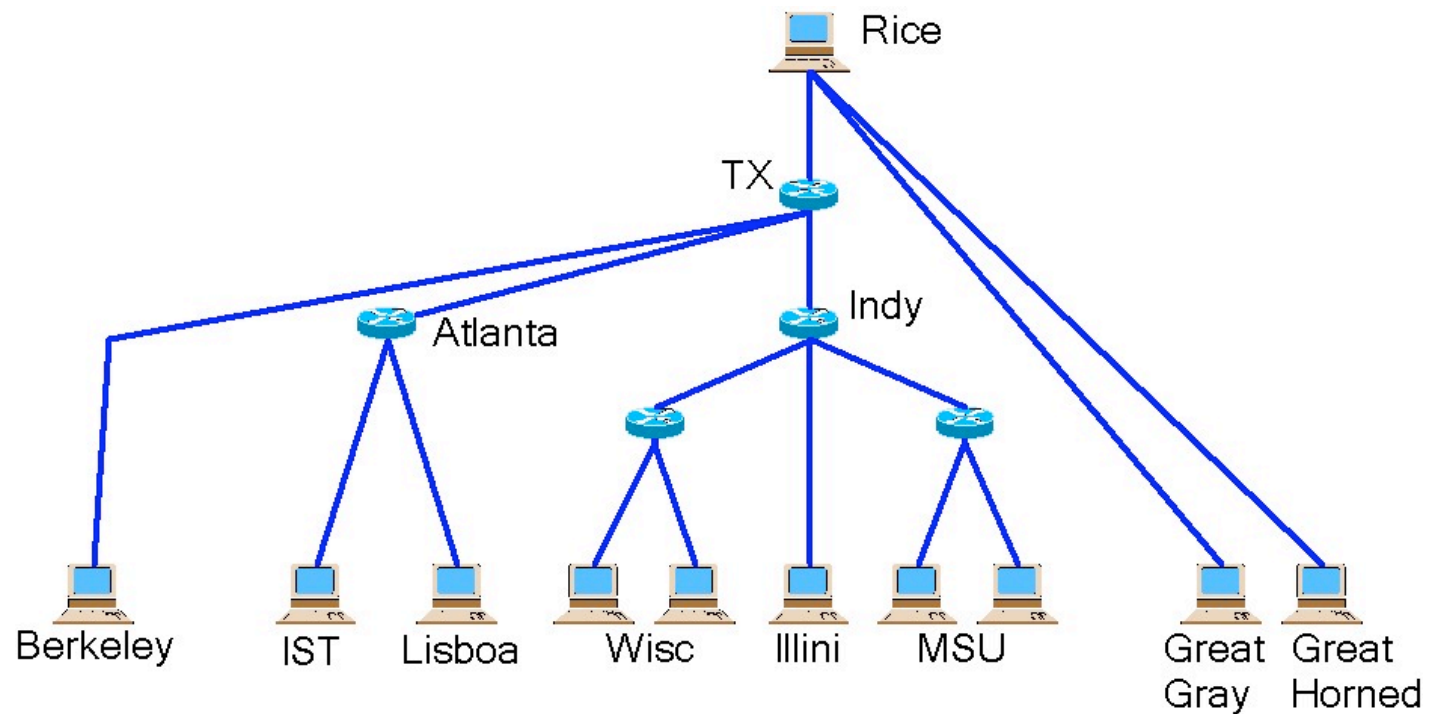 Rice
TX
Indy
Atlanta
Berkeley
IST
Lisboa
Wisc
Illini
MSU
Great
Gray
Great
Horned